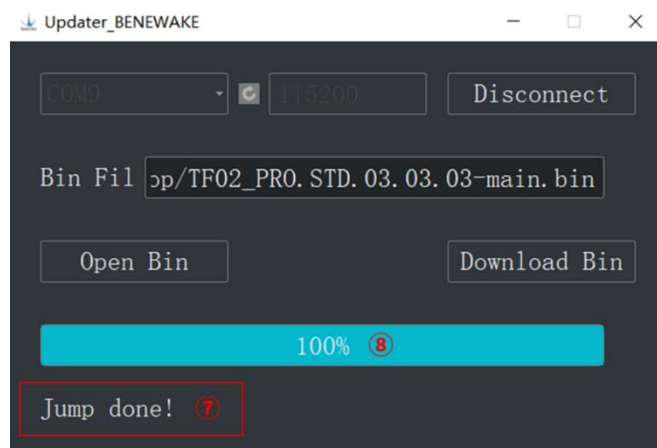 Updater_BENEWAKE
COM9 115200 Disconnect
Bin Fil op/TF02_PRO.STD.03.03.03-main.bin
Open Bin Download Bin
100% ⑧
Jump done! ⑦